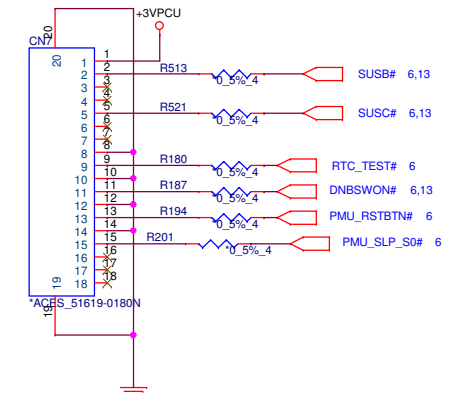 +3VPCU
20
CN7
20
1 1
2 2 R513 0_5%_4 SUSB# 6,13
3 3
4 4
5 5 R521 0_5%_4 SUSC# 6,13
6 6
7 7
8 8
9 9 R180 0_5%_4 RTC_TEST# 6
10 10
11 11 R187 0_5%_4 DNBSWON# 6,13
12 12
13 13 R194 0_5%_4 PMU_RSTBTN# 6
14 14
15 15 R201 *0_5%_4 PMU_SLP_S0# 6
16 16
17 17
18 18
19
*ACES_51619-0180N
19